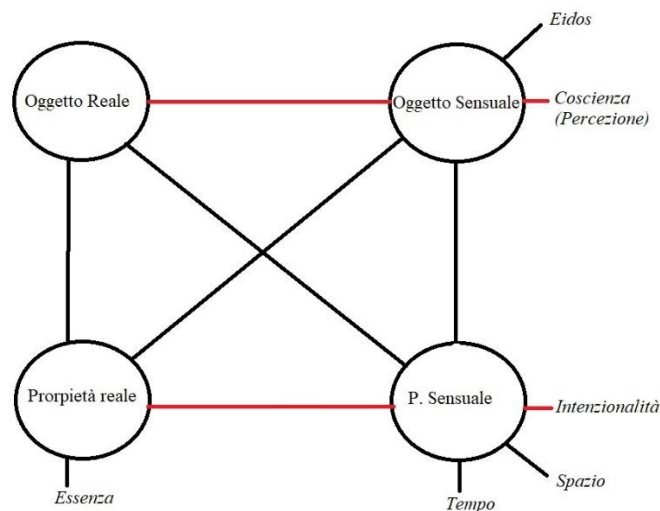 Eidos
Oggetto Reale
Oggetto Sensuale
Coscienza
(Percezione)
Prorpietà reale
P. Sensuale
Intenzionalità
Spazio
Essenza
Tempo